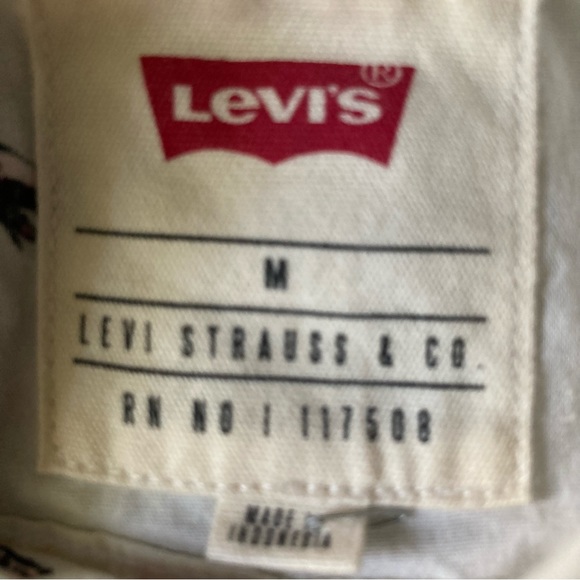 LEVI'S®
M
LEVI STRAUSS & CO.
RN NO | 117508
MADE IN
INDONESIA